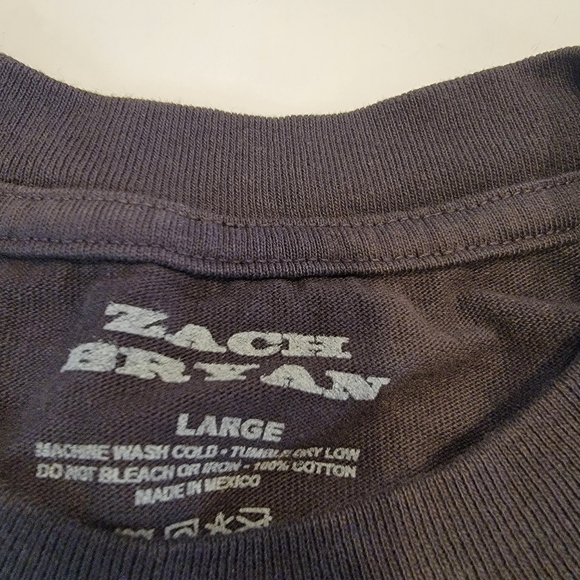 ZACH
BRYAN
LARGE
MACHINE WASH COLD • TUMBLE DRY LOW
DO NOT BLEACH OR IRON • 100% COTTON
MADE IN MEXICO